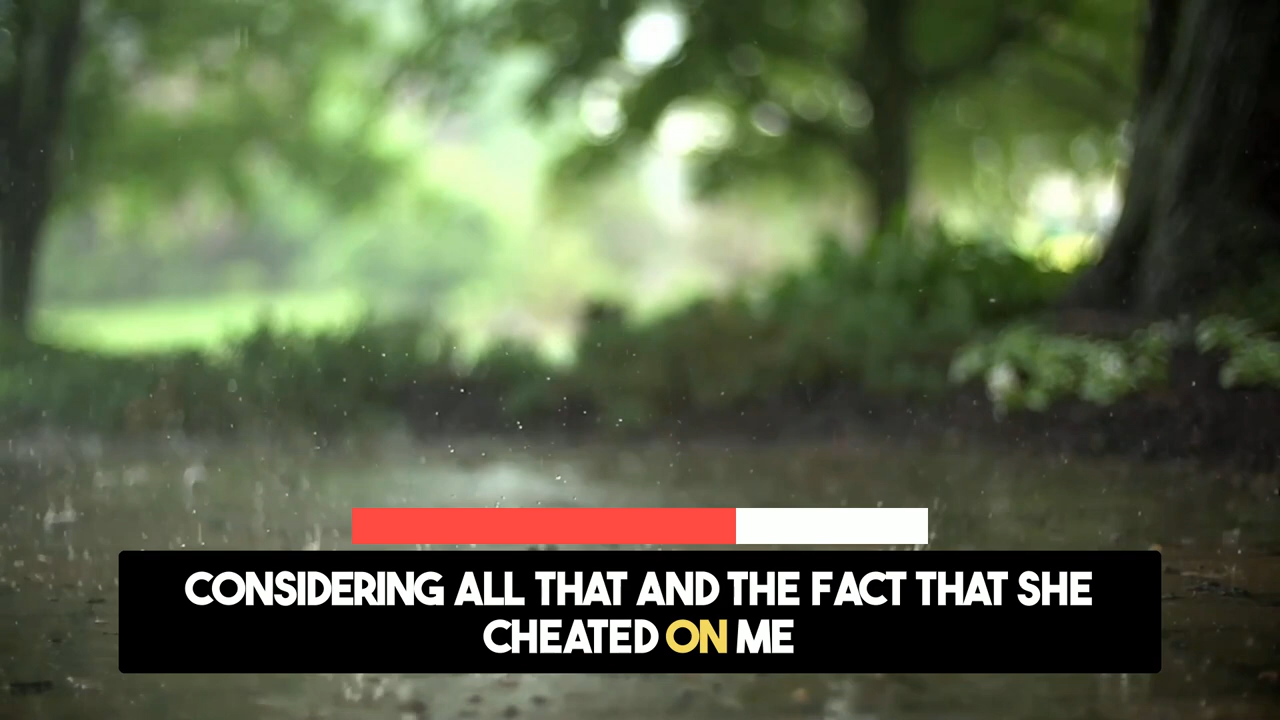 CONSIDERING ALL THAT AND THE FACT THAT SHE
CHEATED ON ME